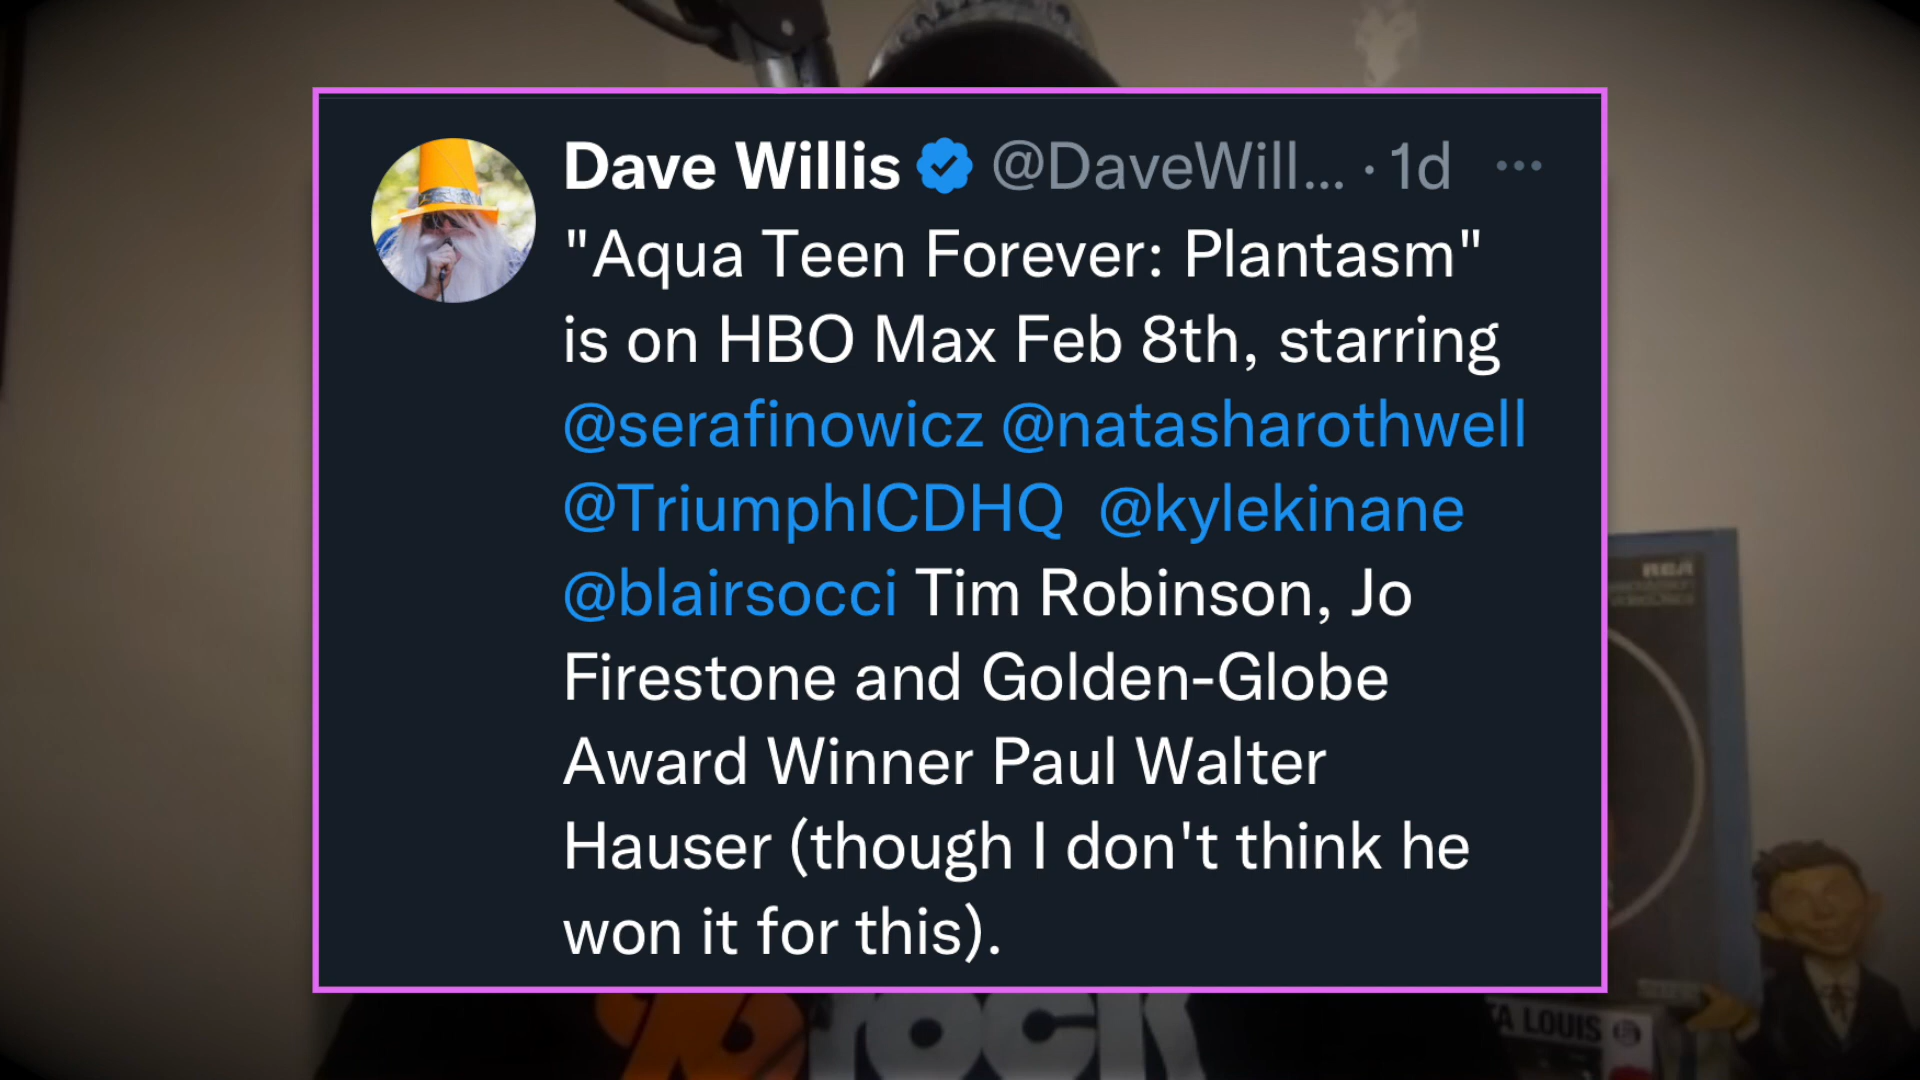 Dave Willis @DaveWill... · 1d ...
"Aqua Teen Forever: Plantasm"
is on HBO Max Feb 8th, starring
@serafinowicz @natasharothwell
@TriumphICDHQ @kylekinane
@blairsocci Tim Robinson, Jo
Firestone and Golden-Globe
Award Winner Paul Walter
Hauser (though I don't think he
won it for this).
rock
A LOUIS